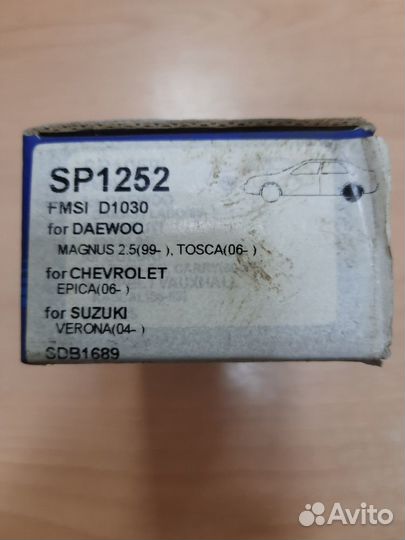 SP1252
FMSI D1030
for DAEWOO
MAGNUS 2.5(99- ), TOSCA(06- )
for CHEVROLET
EPICA(06- )
for SUZUKI
VERONA(04- )
SDB1689
Avito